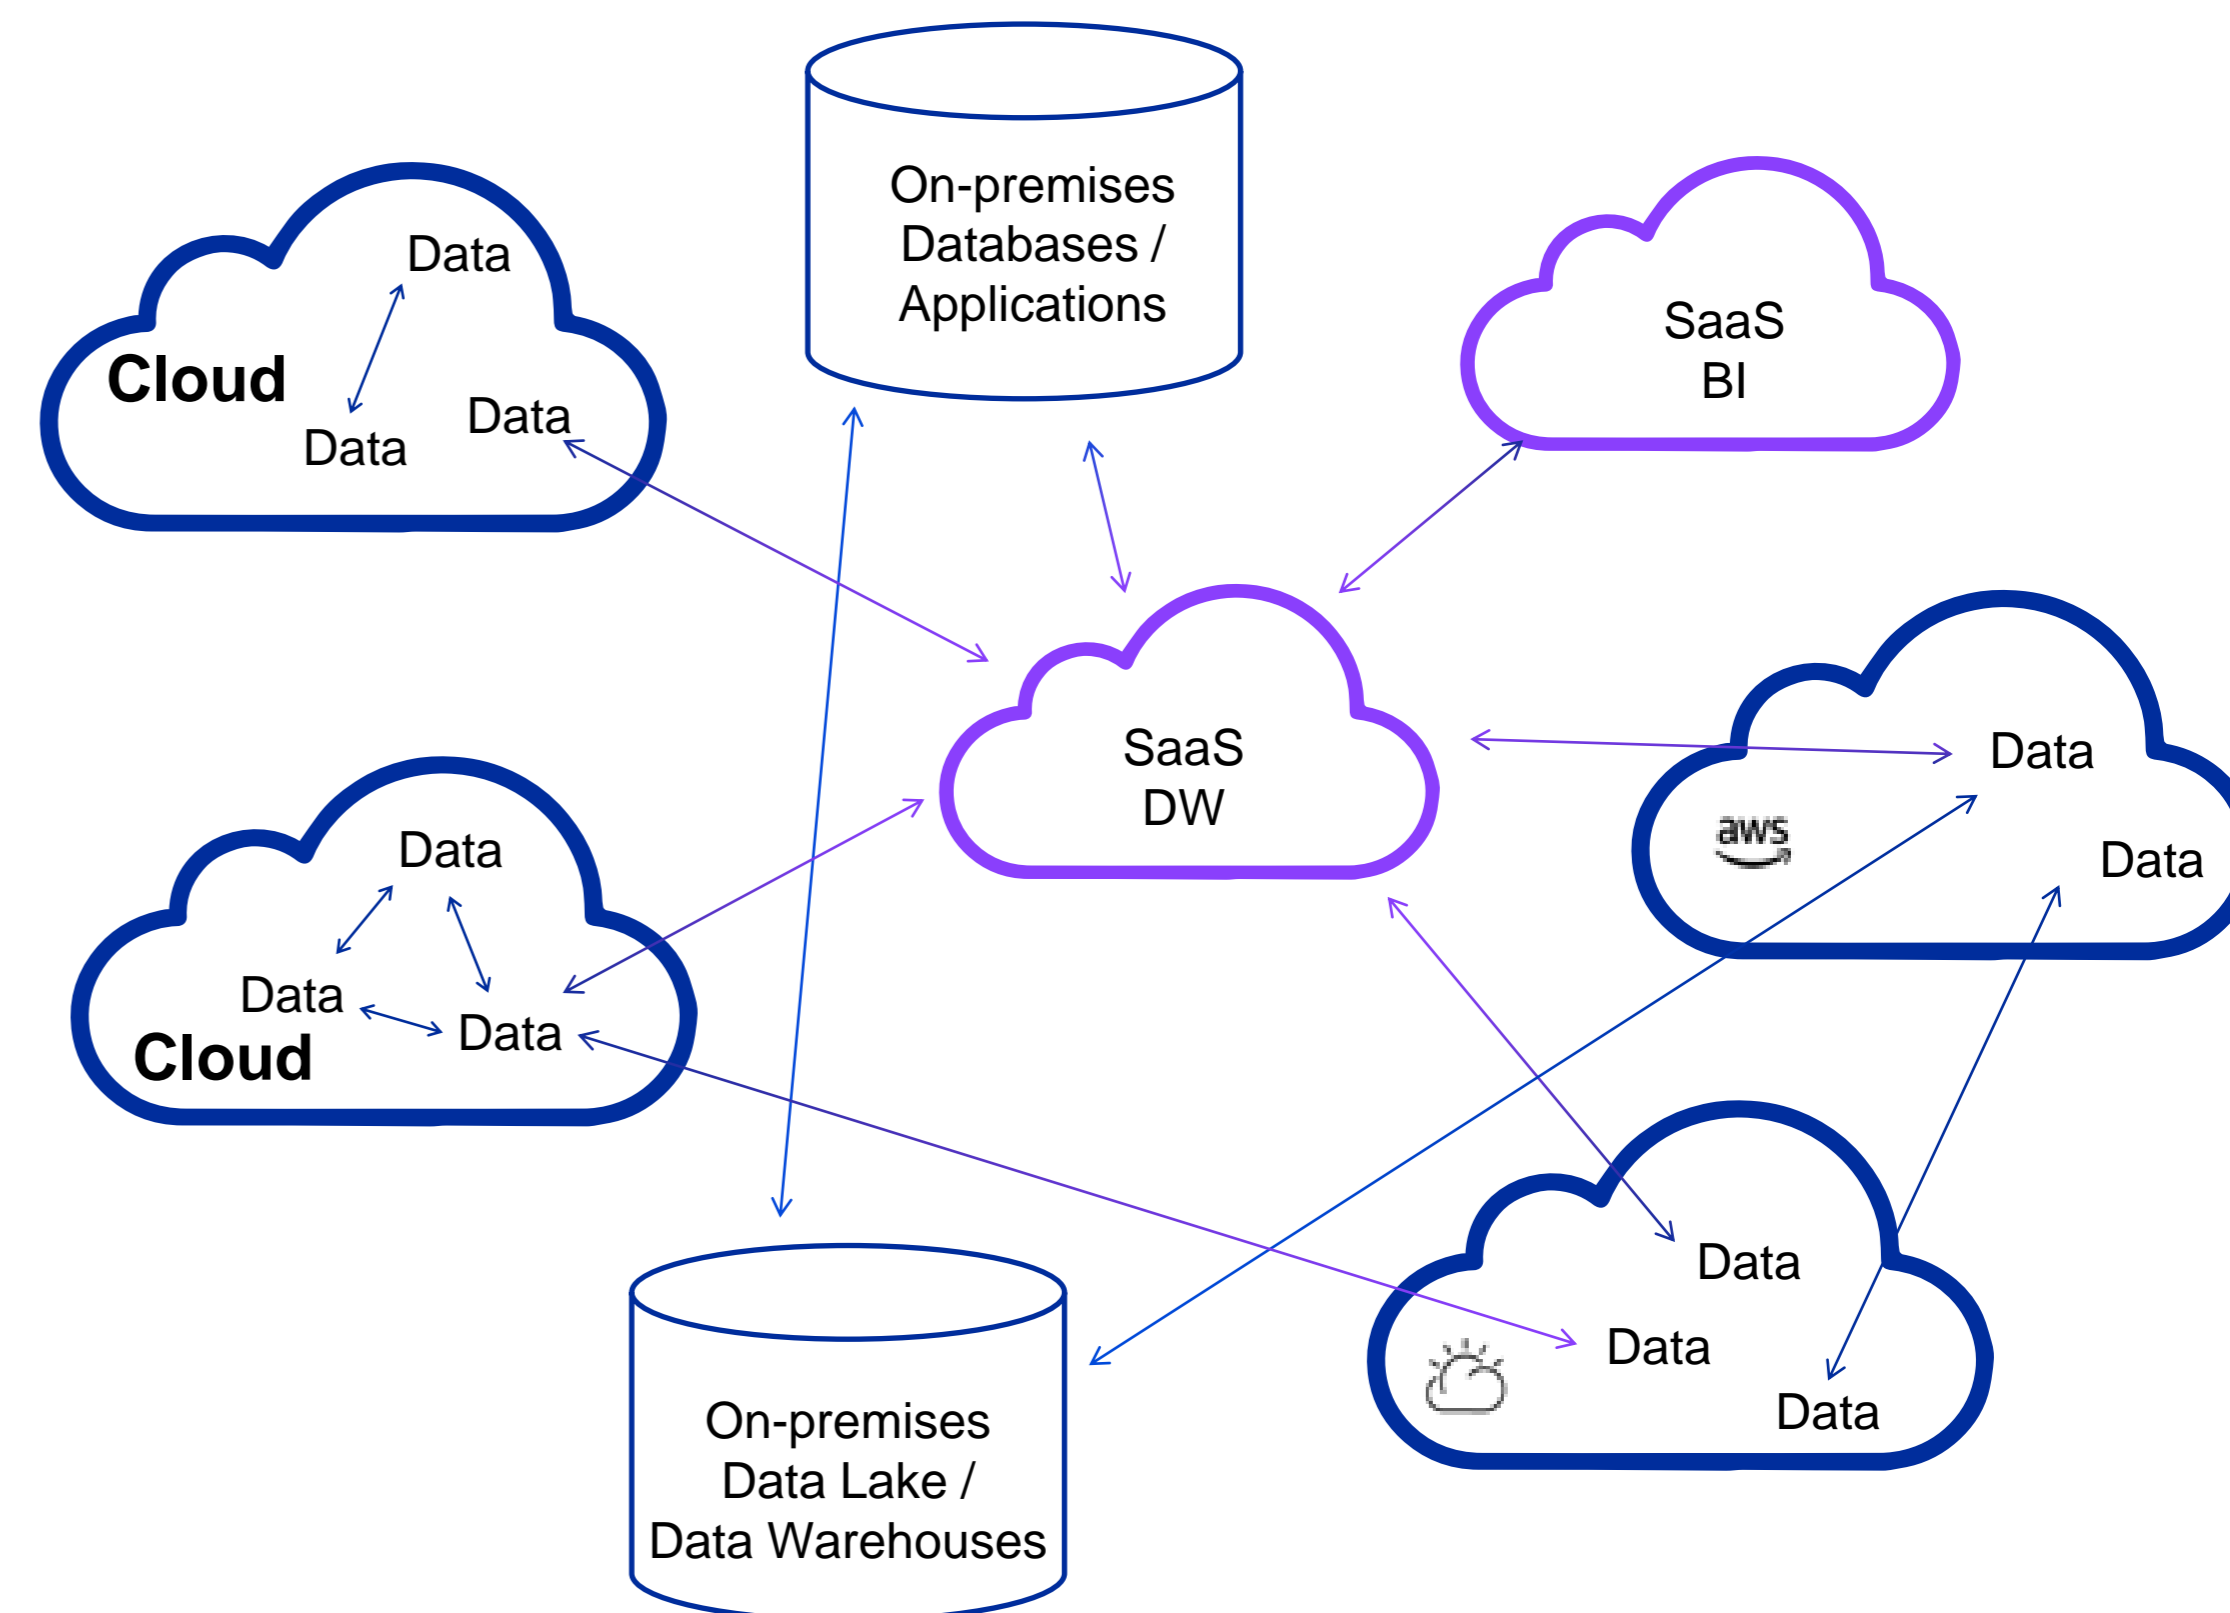 On-premises
Databases /
Applications
Data
Cloud
Data
Data
SaaS
BI
SaaS
DW
Data
aws
Data
Data
Data
Data
Cloud
Data
Data
Data
On-premises
Data Lake /
Data Warehouses